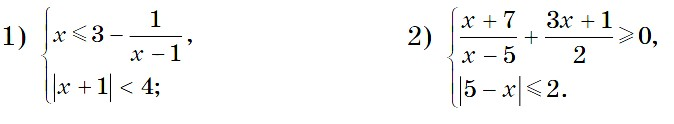 1) { x ⩽ 3 − 1/(x − 1),
|x + 1| < 4;
2) { (x + 7)/(x − 5) + (3x + 1)/2 ⩾ 0,
|5 − x| ⩽ 2.